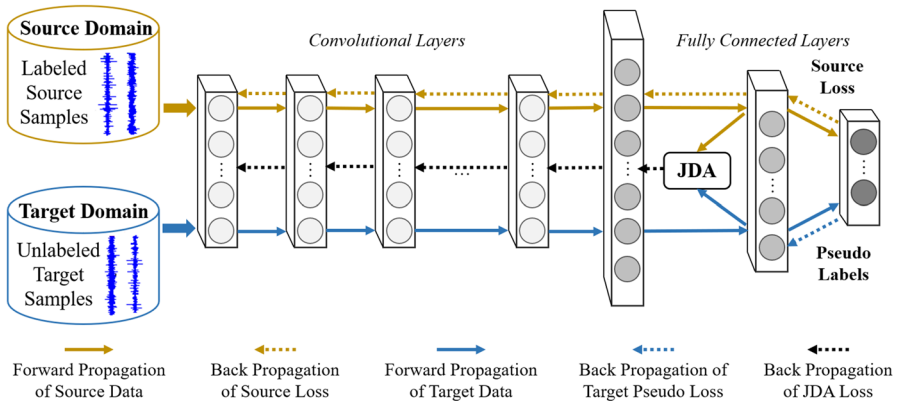 Source Domain
Labeled
Source
Samples
Convolutional Layers
Fully Connected Layers
Source
Loss
...
JDA
Target Domain
Unlabeled
Target
Samples
Pseudo
Labels
Forward Propagation
of Source Data
Back Propagation
of Source Loss
Forward Propagation
of Target Data
Back Propagation of
Target Pseudo Loss
Back Propagation
of JDA Loss